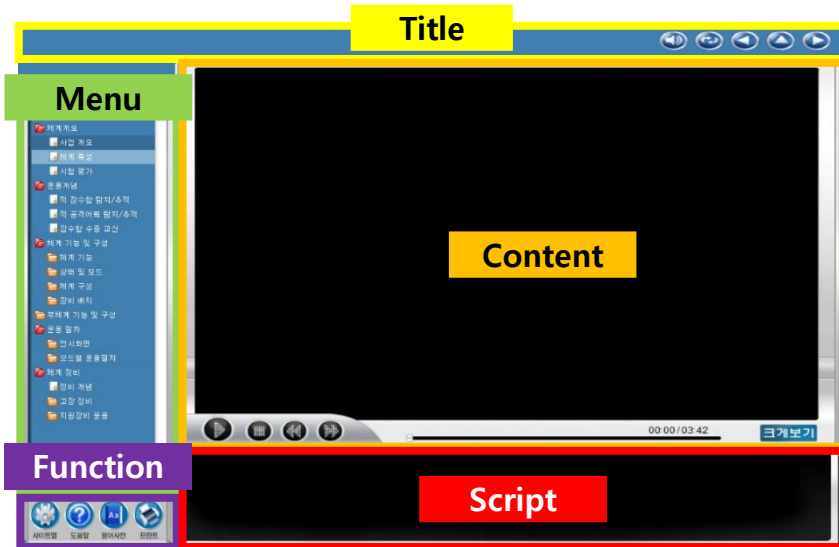 Title
Menu
체계개요
사업 개요
체계 특성
시험 평가
운용개념
적 잠수함 탐지/추적
적 공격어뢰 탐지/추적
잠수함 수중 교신
체계 기능 및 구성
체계 기능
상태 및 모드
체계 구성
장비 배치
부체계 기능 및 구성
운용 절차
전시화면
모드별 운용절차
체계 정비
정비 개념
고장 정비
지원장비 운용
Content
00:00/03:42
크게보기
Function
사이트맵
도움말
용어사전
프린트
Script